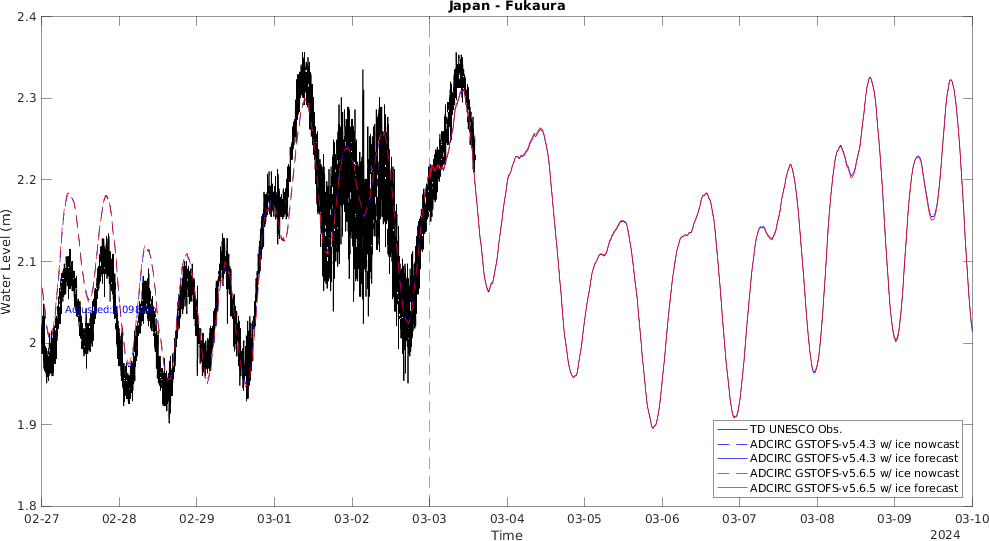 Japan - Fukaura
Water Level (m)
2.4
2.3
2.2
2.1
2
1.9
1.8
Adjusted:
TD UNESCO Obs.
ADCIRC GSTOFS-v5.4.3 w/ ice nowcast
ADCIRC GSTOFS-v5.4.3 w/ ice forecast
ADCIRC GSTOFS-v5.6.5 w/ ice nowcast
ADCIRC GSTOFS-v5.6.5 w/ ice forecast
02-27 02-28 02-29 03-01 03-02 03-03 03-04 03-05 03-06 03-07 03-08 03-09 03-10
Time
2024